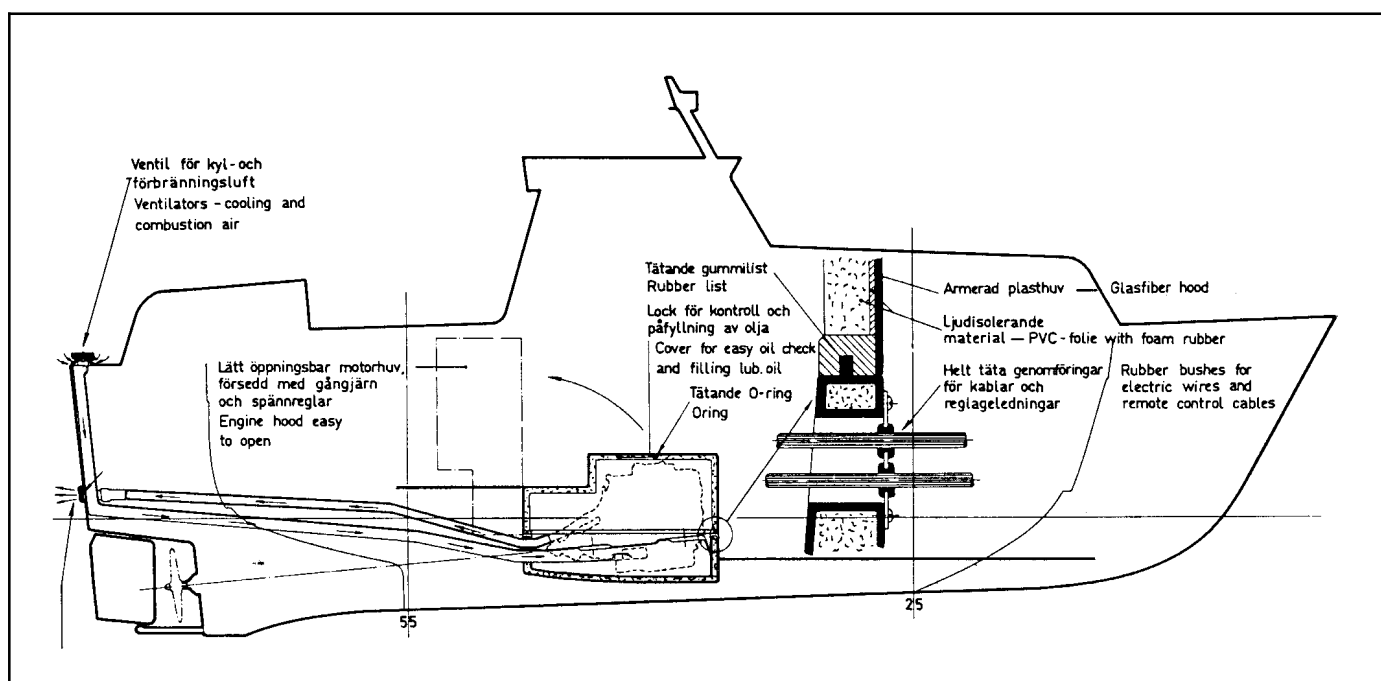 Ventil för kyl-och
förbränningsluft
Ventilators - cooling and
combustion air
Lätt öppningsbar motorhuv,
försedd med gångjärn
och spännreglar
Engine hood easy
to open
Tätande gummilist
Rubber list
Lock för kontroll och
påfyllning av olja
Cover for easy oil check
and filling lub. oil
Tätande O-ring
Oring
Armerad plasthuv — Glasfiber hood
Ljudisolerande
material — PVC-folie with foam rubber
Helt täta genomföringar
för kablar och
reglageledningar
Rubber bushes for
electric wires and
remote control cables
55
25